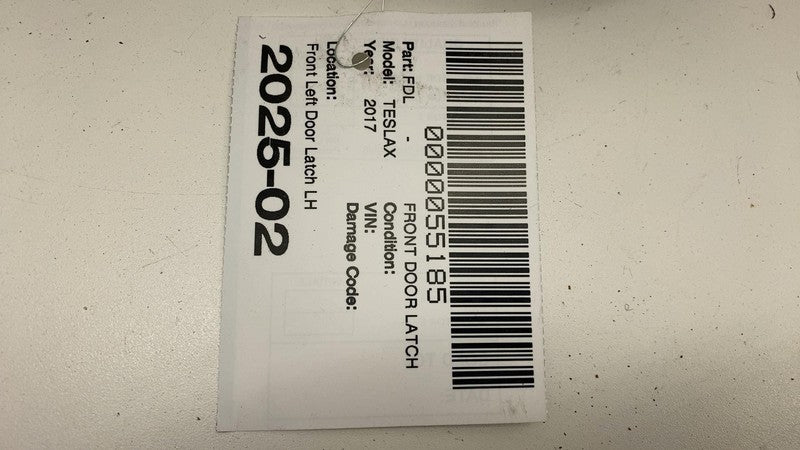 0000055185
Part: FDL - FRONT DOOR LATCH
Model: TESLAX Condition:
Year: 2017 VIN:
Damage Code:
Location:
Front Left Door Latch LH
2025-02